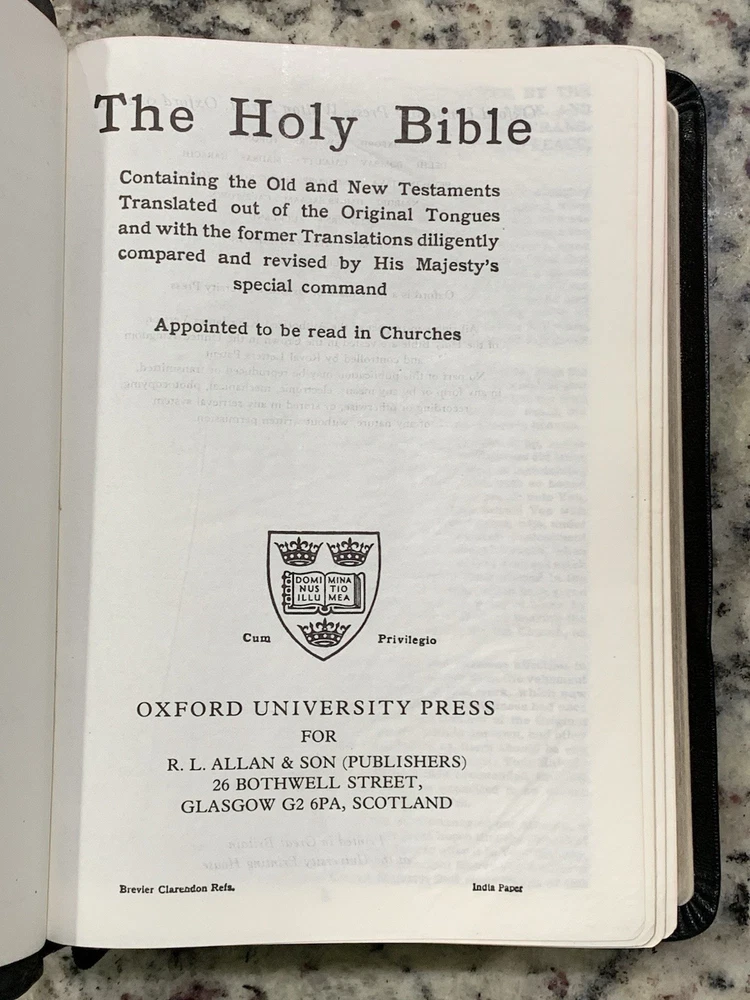 The Holy Bible
Containing the Old and New Testaments
Translated out of the Original Tongues
and with the former Translations diligently
compared and revised by His Majesty's
special command
Appointed to be read in Churches
DOMI MINA
NUS TIO
ILLU MEA
Cum Privilegio
OXFORD UNIVERSITY PRESS
FOR
R. L. ALLAN & SON (PUBLISHERS)
26 BOTHWELL STREET,
GLASGOW G2 6PA, SCOTLAND
Brevier Clarendon Refs. India Paper